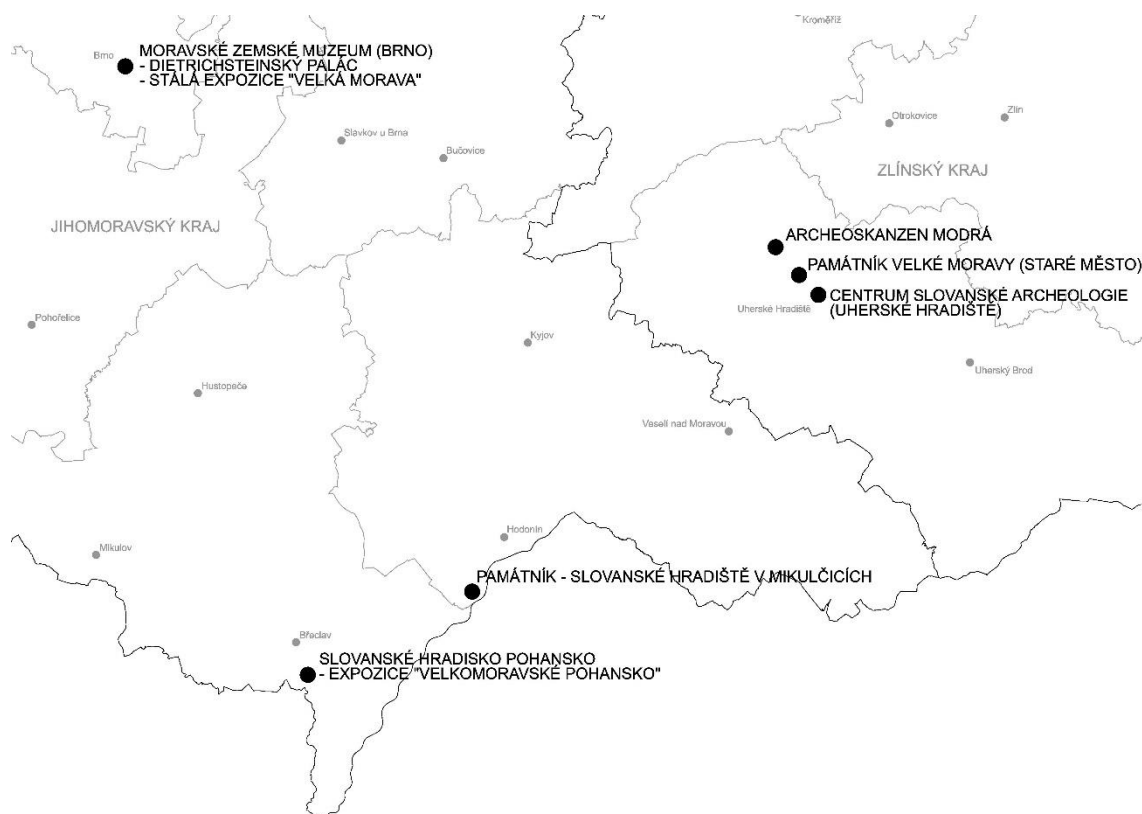 Kroměříž
Brno
MORAVSKÉ ZEMSKÉ MUZEUM (BRNO)
- DIETRICHSTEINSKÝ PALÁC
- STÁLÁ EXPOZICE "VELKÁ MORAVA"
Otrokovice
Zlín
Slavkov u Brna
Bučovice
ZLÍNSKÝ KRAJ
JIHOMORAVSKÝ KRAJ
ARCHEOSKANZEN MODRÁ
PAMÁTNÍK VELKÉ MORAVY (STARÉ MĚSTO)
CENTRUM SLOVANSKÉ ARCHEOLOGIE
(UHERSKÉ HRADIŠTĚ)
Uherské Hradiště
Pohořelice
Kyjov
Uherský Brod
Hustopeče
Veselí nad Moravou
Hodonín
Mikulov
PAMÁTNÍK - SLOVANSKÉ HRADIŠTĚ V MIKULČICÍCH
Břeclav
SLOVANSKÉ HRADISKO POHANSKO
- EXPOZICE "VELKOMORAVSKÉ POHANSKO"